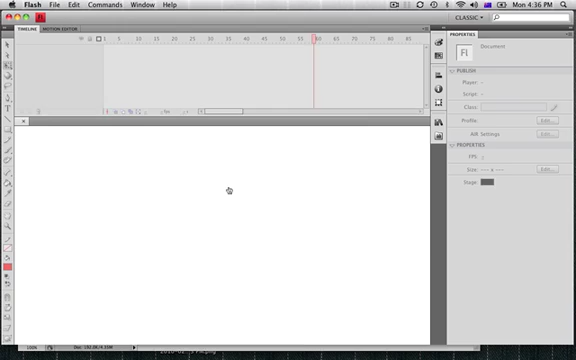 Flash File Edit Commands Window Help Mon 4:36 PM
CLASSIC
TIMELINE MOTION EDITOR
5 10 15 20 25 30 35 40 45 50 55 60 65 70 75 80 85
PROPERTIES
Fl Document
PUBLISH
Player: -
Script: -
Class:
Profile: Edit...
AIR Settings Edit...
PROPERTIES
FPS
Size: -- x -- Edit...
Stage:
100%